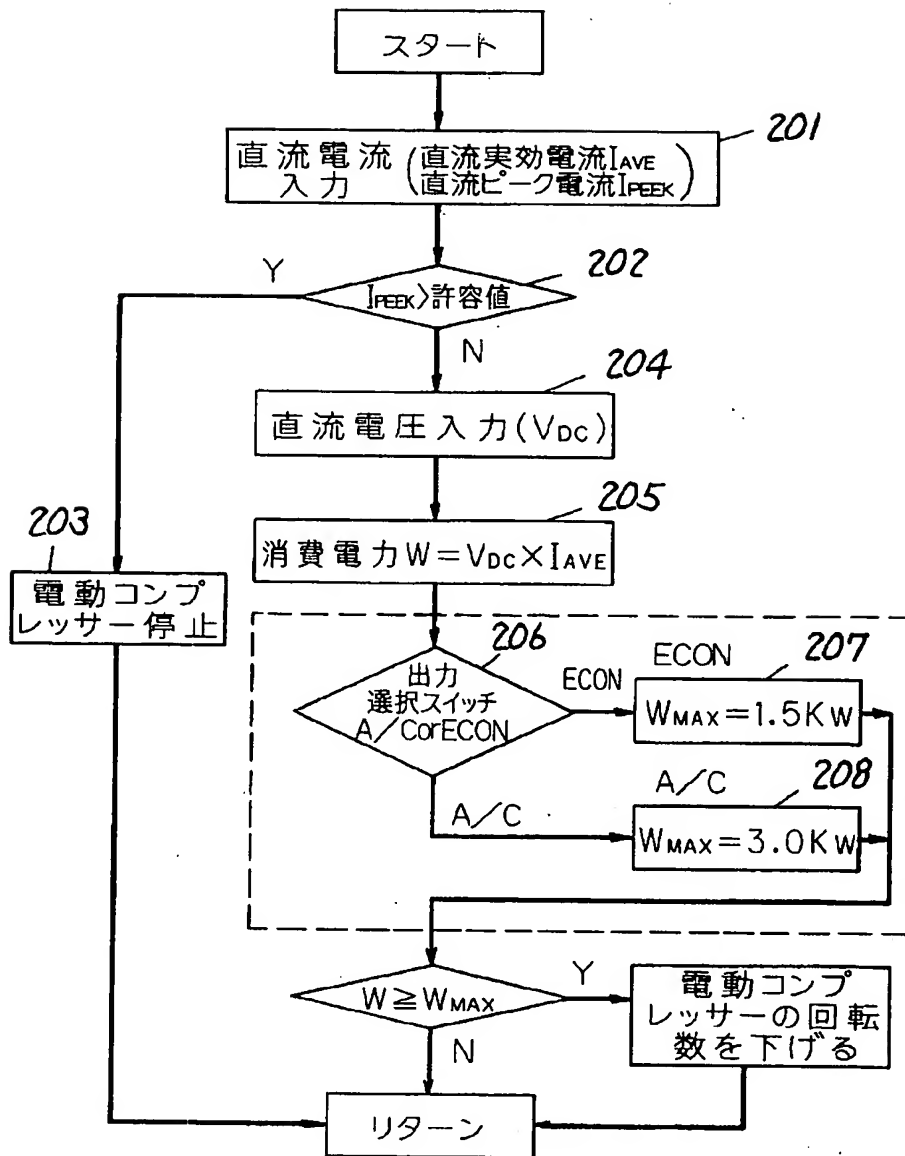 スタート
201
直流電流 (直流実効電流IAVE
入力 直流ピーク電流IPEEK)
202
Y
IPEEK>許容値
N
204
直流電圧入力(VDC)
205
消費電力W=VDC×IAVE
203
電動コンプ
レッサー停止
206
出力
選択スイッチ
A/CorECON
ECON
ECON
207
WMAX=1.5KW
A/C
A/C
208
WMAX=3.0KW
W≧WMAX
Y
N
電動コンプ
レッサーの回転
数を下げる
リターン